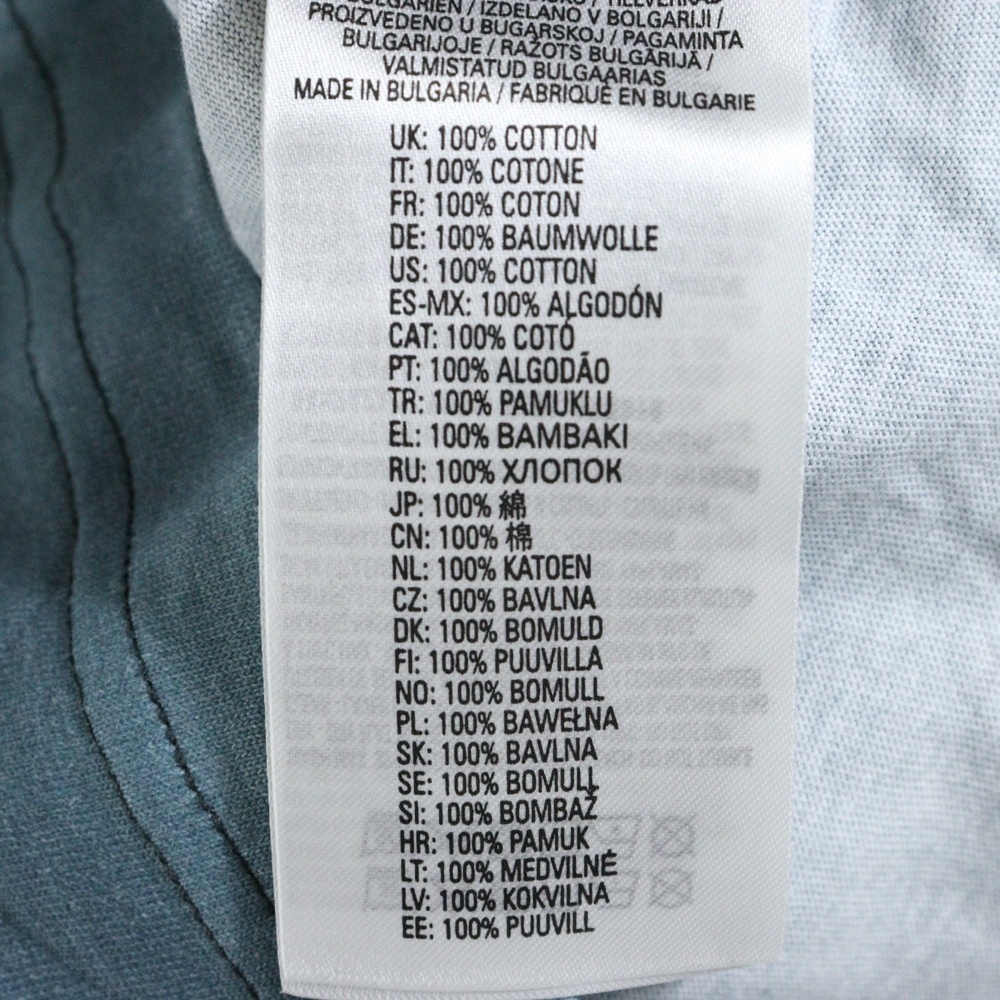 BULGARIEN / IZDELANO V BOLGARIJI /
PROIZVEDENO U BUGARSKOJ / PAGAMINTA
BULGARIJOJE / RAŽOTS BULGĀRIJĀ /
VALMISTATUD BULGAARIAS
MADE IN BULGARIA / FABRIQUÉ EN BULGARIE
UK: 100% COTTON
IT: 100% COTONE
FR: 100% COTON
DE: 100% BAUMWOLLE
US: 100% COTTON
ES-MX: 100% ALGODÓN
CAT: 100% COTÓ
PT: 100% ALGODÃO
TR: 100% PAMUKLU
EL: 100% BAMBAKI
RU: 100% ХЛОПОК
JP: 100% 綿
CN: 100% 棉
NL: 100% KATOEN
CZ: 100% BAVLNA
DK: 100% BOMULD
FI: 100% PUUVILLA
NO: 100% BOMULL
PL: 100% BAWEŁNA
SK: 100% BAVLNA
SE: 100% BOMULL
SI: 100% BOMBAŽ
HR: 100% PAMUK
LT: 100% MEDVILNĖ
LV: 100% KOKVILNA
EE: 100% PUUVILL